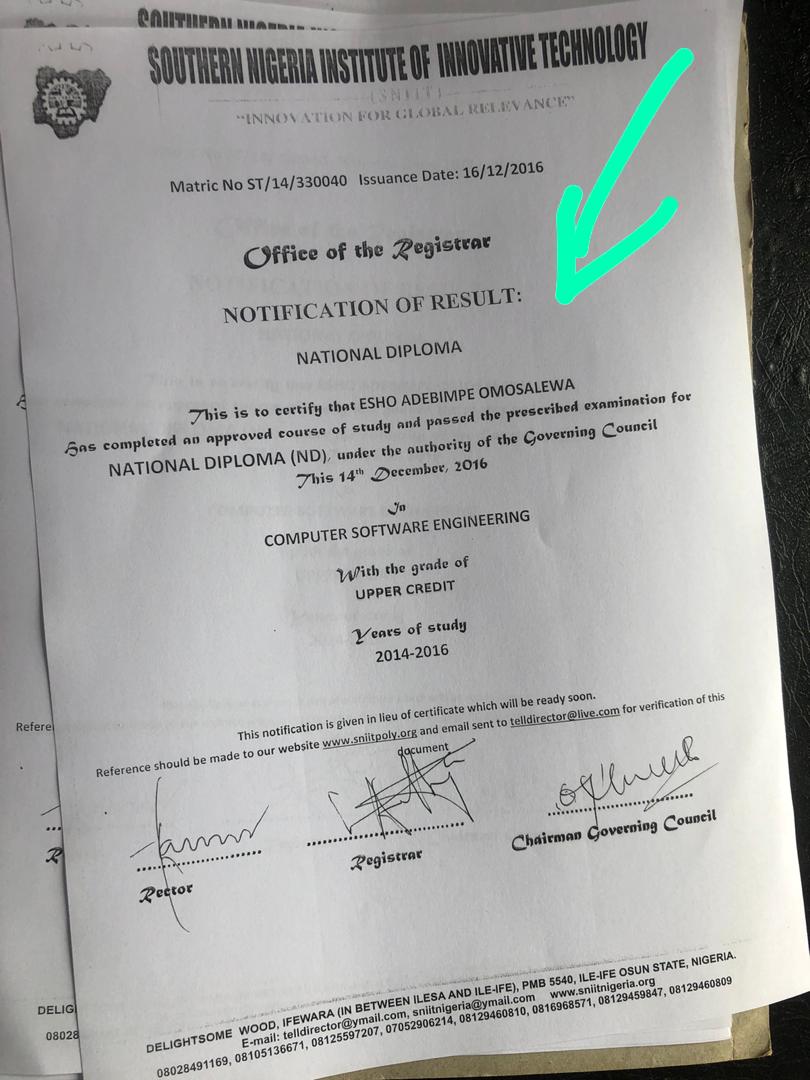 SOUTHERN NIGERIA
SOUTHERN NIGERIA INSTITUTE OF INNOVATIVE TECHNOLOGY
(SNIIT)
"INNOVATION FOR GLOBAL RELEVANCE"
Matric No ST/14/330040 Issuance Date: 16/12/2016
Office of the Registrar
NOTIFICATION OF RESULT:
NATIONAL DIPLOMA
This is to certify that ESHO ADEBIMPE OMOSALEWA
Has completed an approved course of study and passed the prescribed examination for
NATIONAL DIPLOMA (ND), under the authority of the Governing Council
This 14th December, 2016
In
COMPUTER SOFTWARE ENGINEERING
With the grade of
UPPER CREDIT
Years of study
2014-2016
This notification is given in lieu of certificate which will be ready soon.
Refere
Reference should be made to our website www.sniitpoly.org and email sent to telldirector@live.com for verification of this
document
R
Rector
Registrar
Chairman Governing Council
DELIG
DELIGHTSOME WOOD, IFEWARA (IN BETWEEN ILESA AND ILE-IFE), PMB 5540, ILE-IFE OSUN STATE, NIGERIA.
E-mail: telldirector@ymail.com, sniitnigeria@ymail.com www.sniitnigeria.org
08028
08028491169, 08105136671, 08125597207, 07052906214, 08129460810, 0816968571, 08129459847, 08129460809